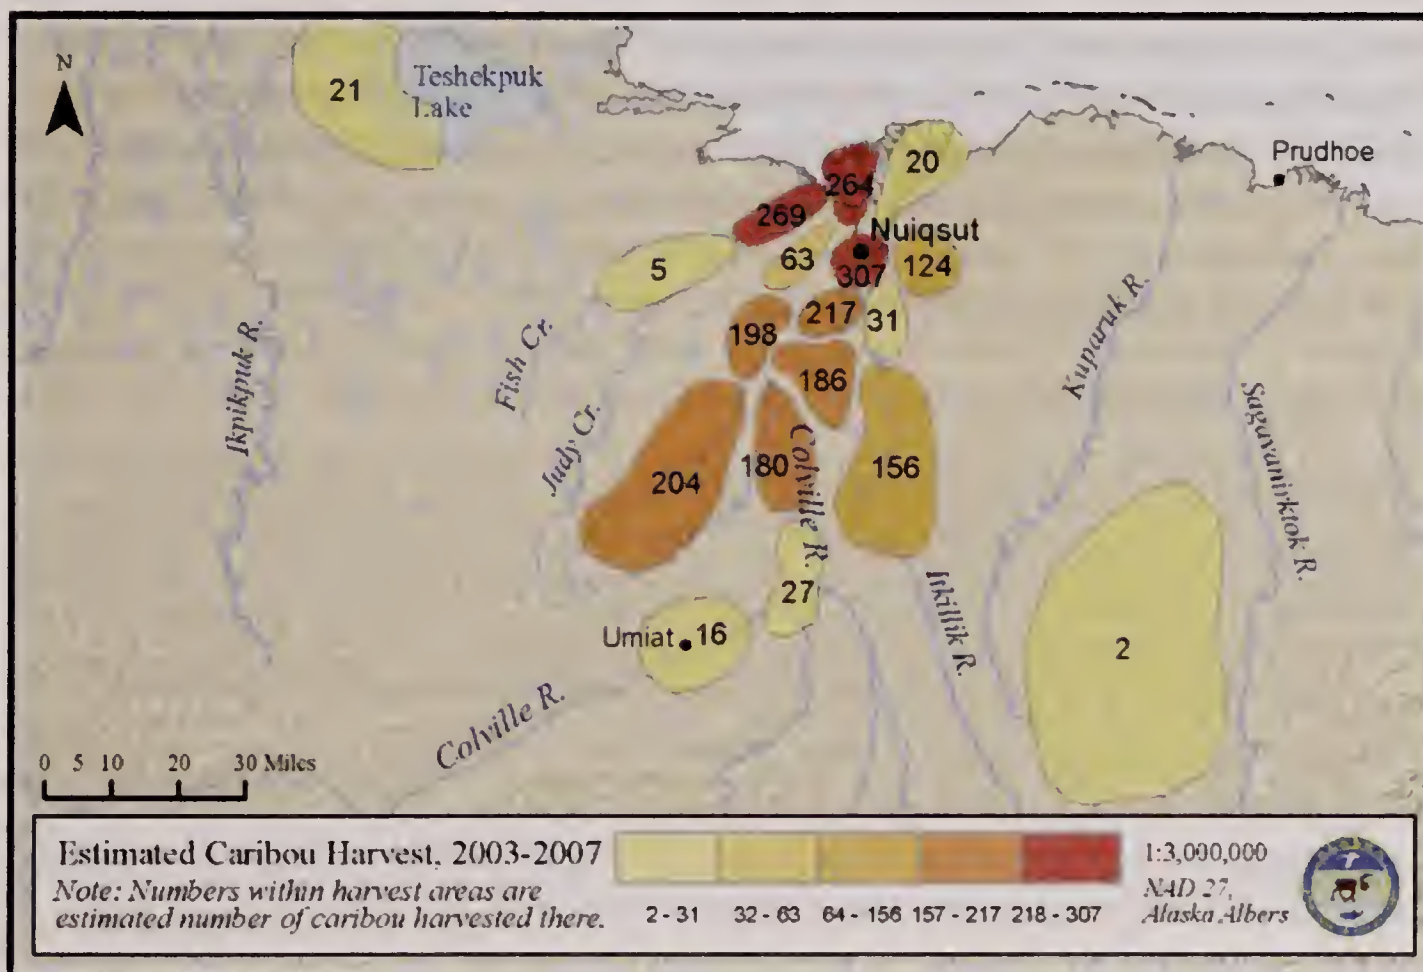 N
21
Teshekpuk
Lake
20
Prudhoe
264
269
Nuiqsut
63
307
124
5
217
31
198
186
Ikpikpuk R.
Fish Cr.
Judy Cr.
Kuparuk R.
Sagavanirktok R.
204
180
Colville R.
156
27
Itkillik R.
Umiat
16
2
Colville R.
0 5 10 20 30 Miles
Estimated Caribou Harvest, 2003-2007
Note: Numbers within harvest areas are
estimated number of caribou harvested there.
2 - 31 32 - 63 64 - 156 157 - 217 218 - 307
1:3,000,000
NAD 27,
Alaska Albers